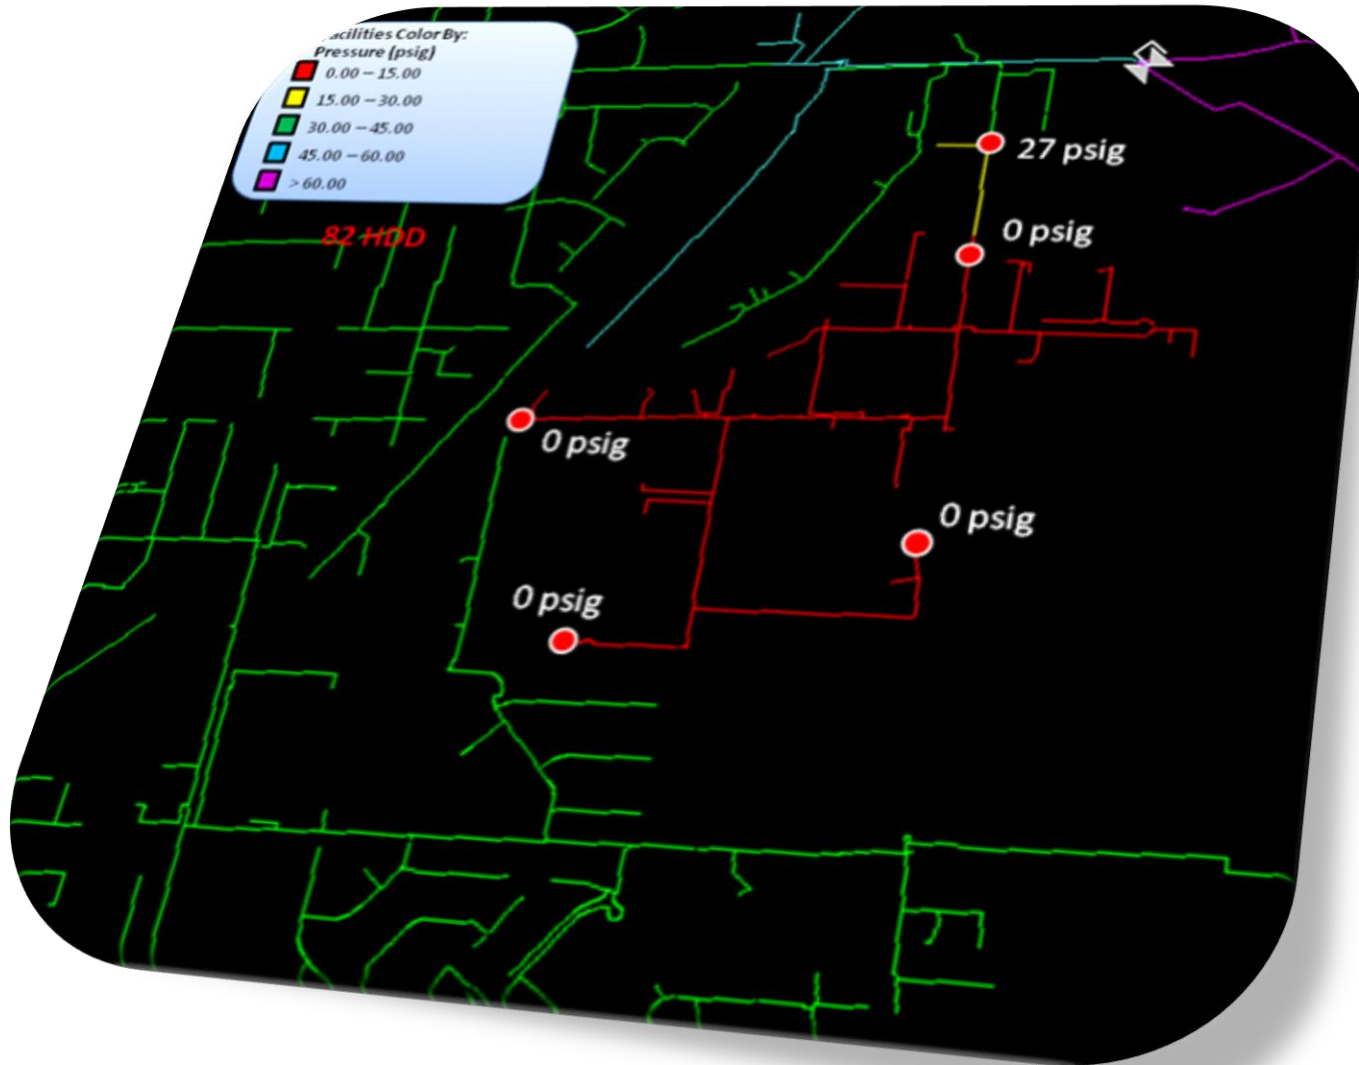 acilities Color By:
Pressure (psig)
0.00 – 15.00
15.00 – 30.00
30.00 – 45.00
45.00 – 60.00
> 60.00
82 HDD
27 psig
0 psig
0 psig
0 psig
0 psig